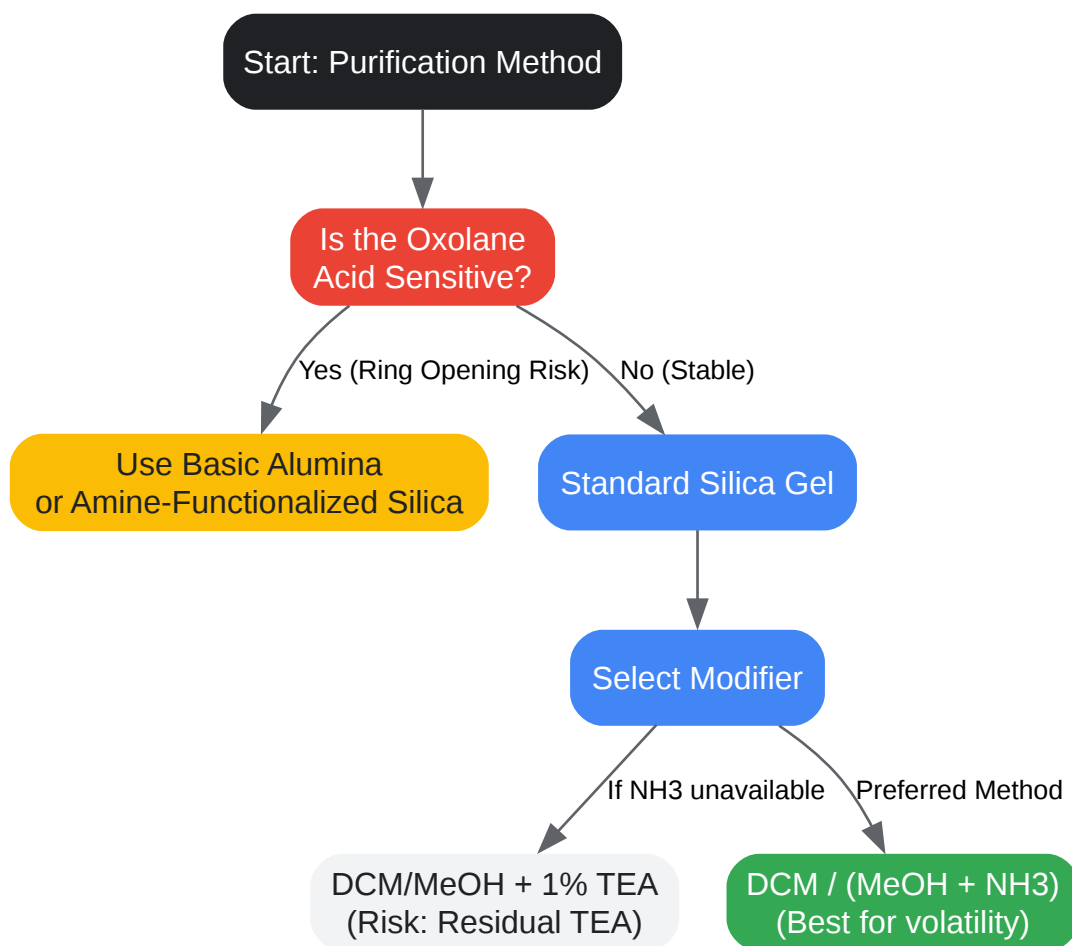 Start: Purification Method
Is the Oxolane
Acid Sensitive?
Yes (Ring Opening Risk)
No (Stable)
Use Basic Alumina
or Amine-Functionalized Silica
Standard Silica Gel
Select Modifier
If NH3 unavailable
Preferred Method
DCM/MeOH + 1% TEA
(Risk: Residual TEA)
DCM / (MeOH + NH3)
(Best for volatility)